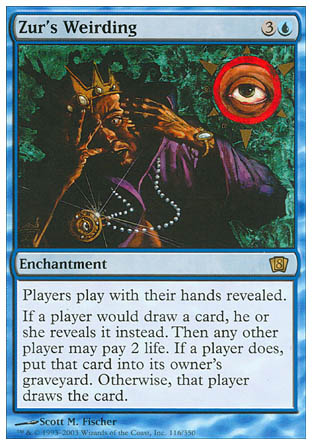 Zur's Weirding
3
Enchantment
Players play with their hands revealed.
If a player would draw a card, he or
she reveals it instead. Then any other
player may pay 2 life. If a player does,
put that card into its owner's
graveyard. Otherwise, that player
draws the card.
Scott M. Fischer
™ & © 1993–2003 Wizards of the Coast, Inc. 116/350